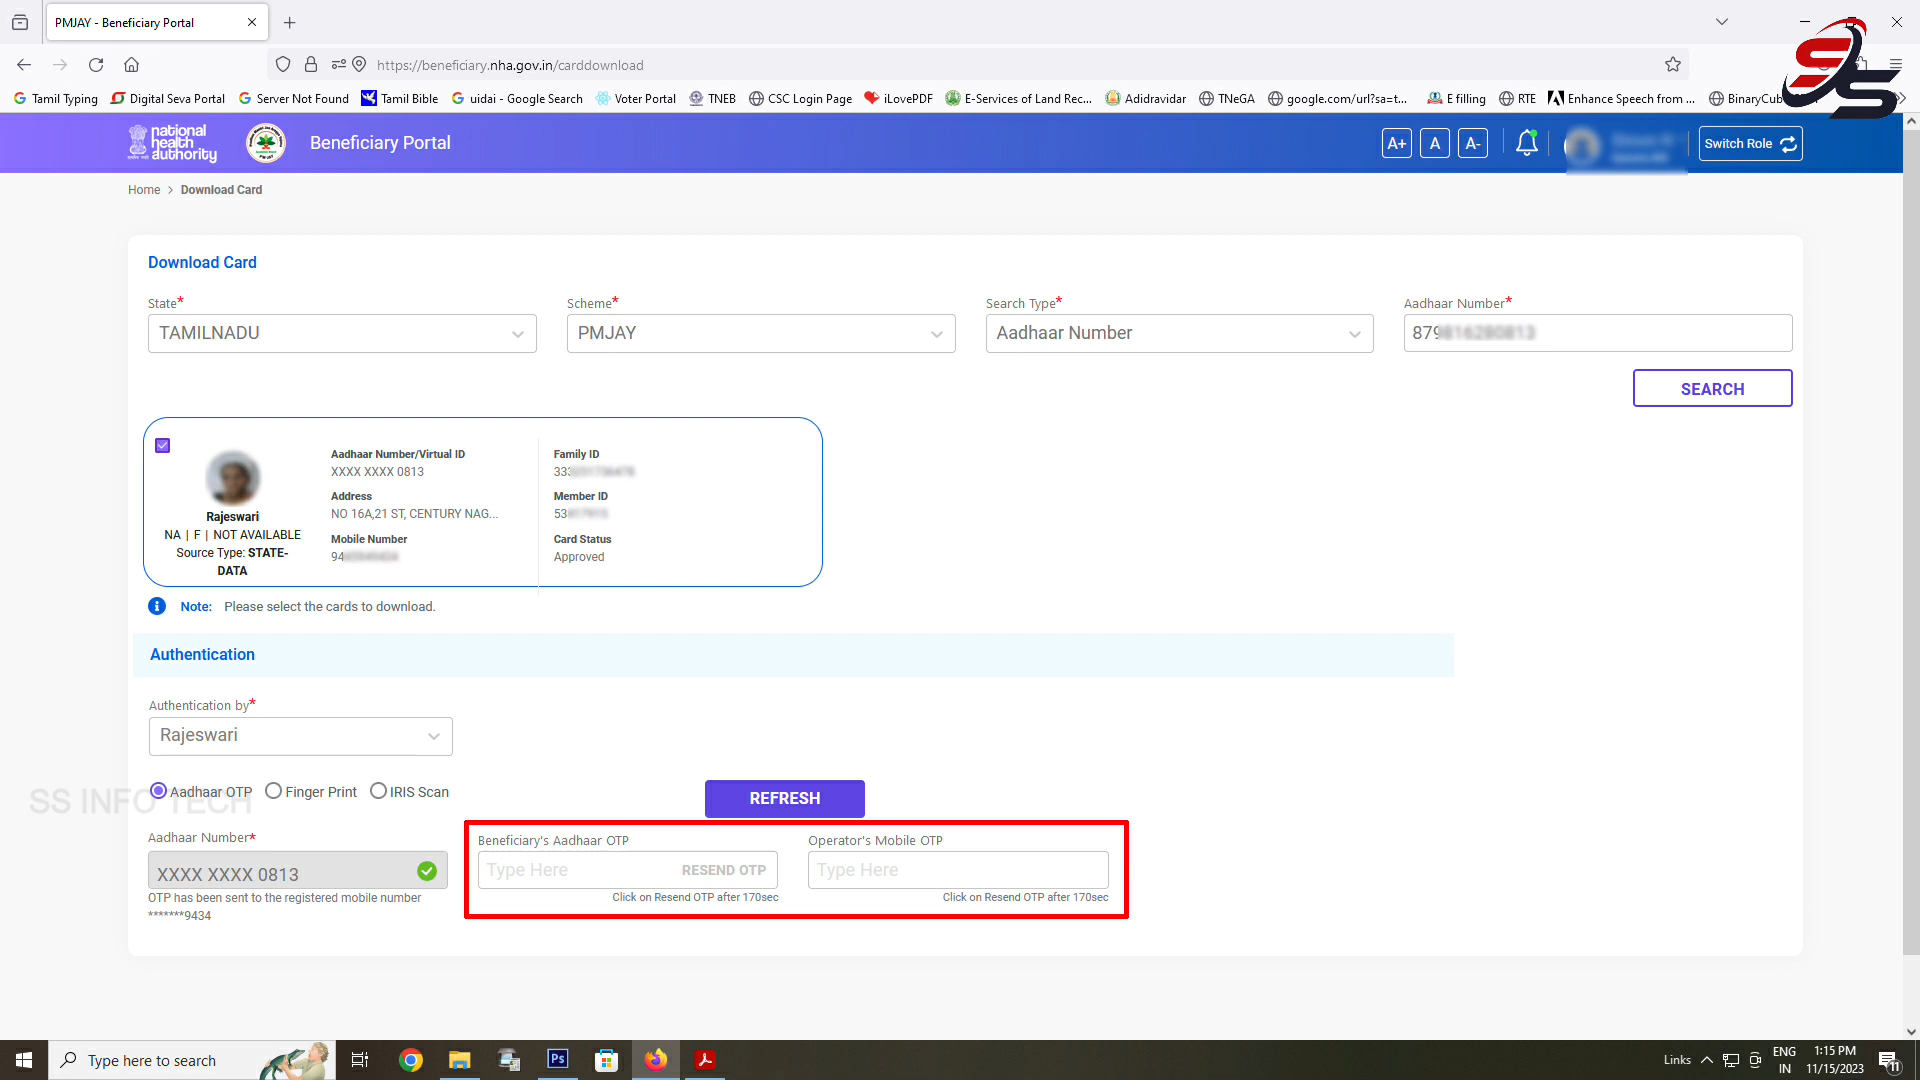 PMJAY - Beneficiary Portal
https://beneficiary.nha.gov.in/carddownload
Tamil Typing
Digital Seva Portal
Server Not Found
Tamil Bible
uidai - Google Search
Voter Portal
TNEB
CSC Login Page
iLovePDF
E-Services of Land Rec...
Adidravidar
TNeGA
google.com/url?sa=t...
E filling
RTE
Enhance Speech from ...
BinaryCub
SS
national
health
authority
Beneficiary Portal
A+
A
A-
Switch Role
Home > Download Card
Download Card
State*
TAMILNADU
Scheme*
PMJAY
Search Type*
Aadhaar Number
Aadhaar Number*
879
SEARCH
Rajeswari
NA | F | NOT AVAILABLE
Source Type: STATE-
DATA
Aadhaar Number/Virtual ID
XXXX XXXX 0813
Address
NO 16A,21 ST, CENTURY NAG...
Mobile Number
94
Family ID
333
Member ID
53
Card Status
Approved
Note: Please select the cards to download.
Authentication
Authentication by*
Rajeswari
Aadhaar OTP
Finger Print
IRIS Scan
SS INFO TECH
REFRESH
Aadhaar Number*
XXXX XXXX 0813
OTP has been sent to the registered mobile number
*******9434
Beneficiary's Aadhaar OTP
Type Here
RESEND OTP
Click on Resend OTP after 170sec
Operator's Mobile OTP
Type Here
Click on Resend OTP after 170sec
Type here to search
Ps
Links
ENG
IN
1:15 PM
11/15/2023
11